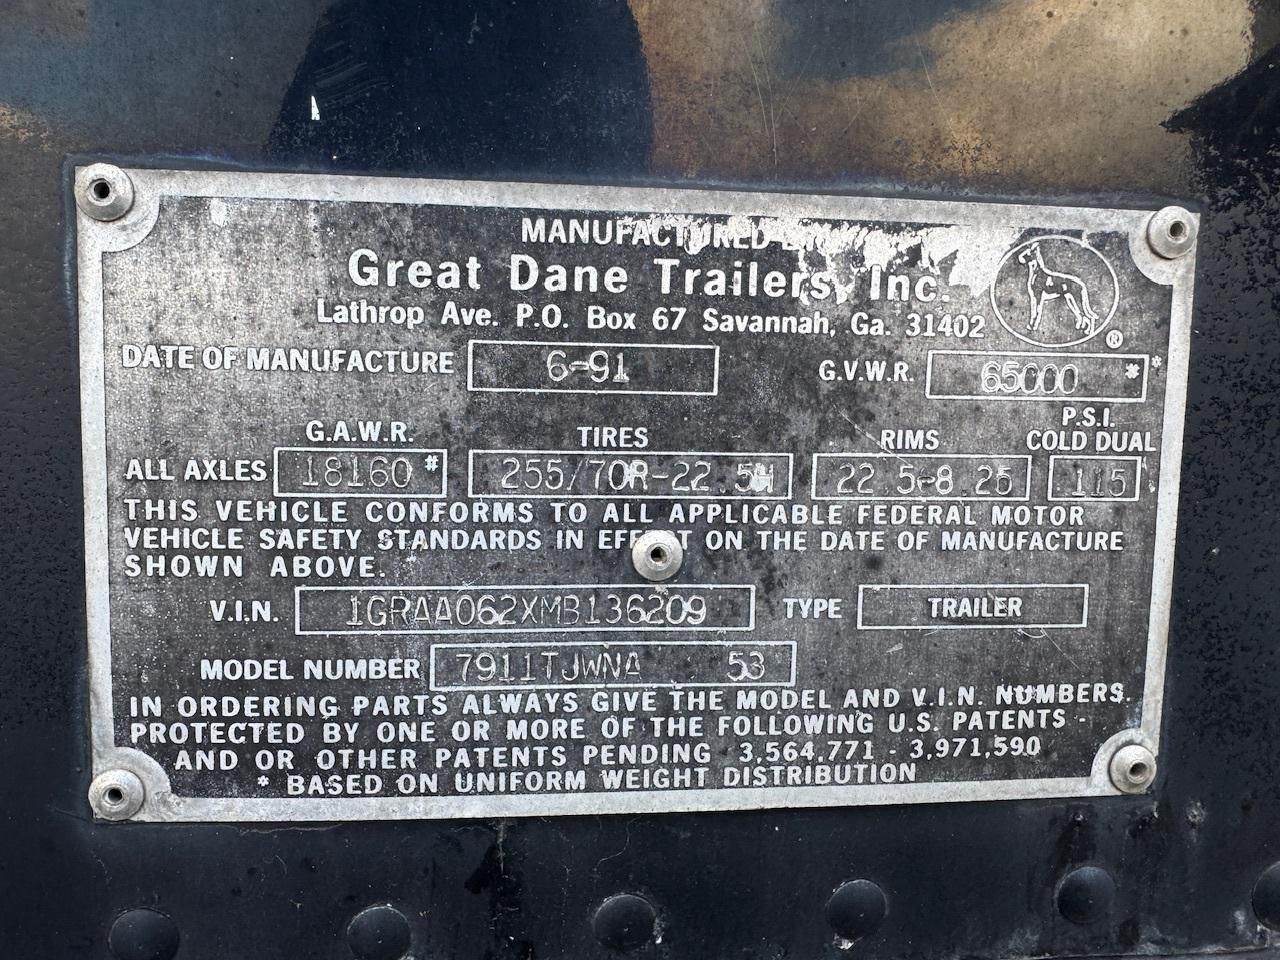 MANUFACTURED
Great Dane Trailers, Inc.
Lathrop Ave. P.O. Box 67 Savannah, Ga. 31402
®
DATE OF MANUFACTURE 6-91 G.V.W.R. 65000 * *
G.A.W.R. TIRES RIMS P.S.I. COLD DUAL
ALL AXLES 18160 # 255/70R-22.5H 22.5-8.25 115
THIS VEHICLE CONFORMS TO ALL APPLICABLE FEDERAL MOTOR
VEHICLE SAFETY STANDARDS IN EFFECT ON THE DATE OF MANUFACTURE
SHOWN ABOVE.
V.I.N. 1GRAA062XMB136209 TYPE TRAILER
MODEL NUMBER 7911TJWNA 53
IN ORDERING PARTS ALWAYS GIVE THE MODEL AND V.I.N. NUMBERS.
PROTECTED BY ONE OR MORE OF THE FOLLOWING U.S. PATENTS -
AND OR OTHER PATENTS PENDING 3,564,771 - 3,971,590
* BASED ON UNIFORM WEIGHT DISTRIBUTION